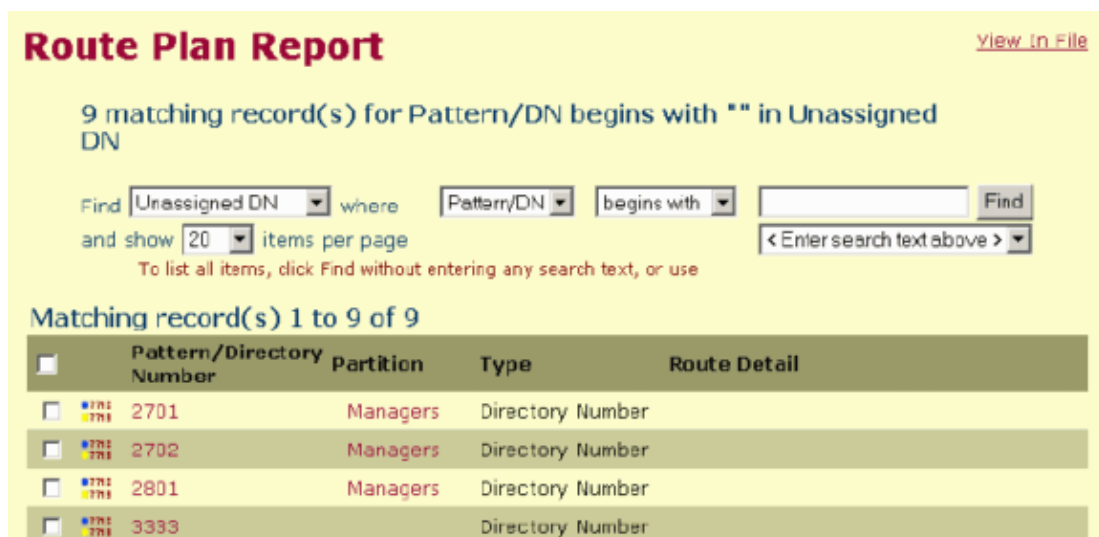 Route Plan Report
View In File
9 matching record(s) for Pattern/DN begins with "" in Unassigned
DN
Find Unassigned DN where Pattern/DN begins with Find
and show 20 items per page < Enter search text above >
To list all items, click Find without entering any search text, or use
Matching record(s) 1 to 9 of 9
Pattern/Directory Number Partition Type Route Detail
2701 Managers Directory Number
2702 Managers Directory Number
2801 Managers Directory Number
3333 Directory Number